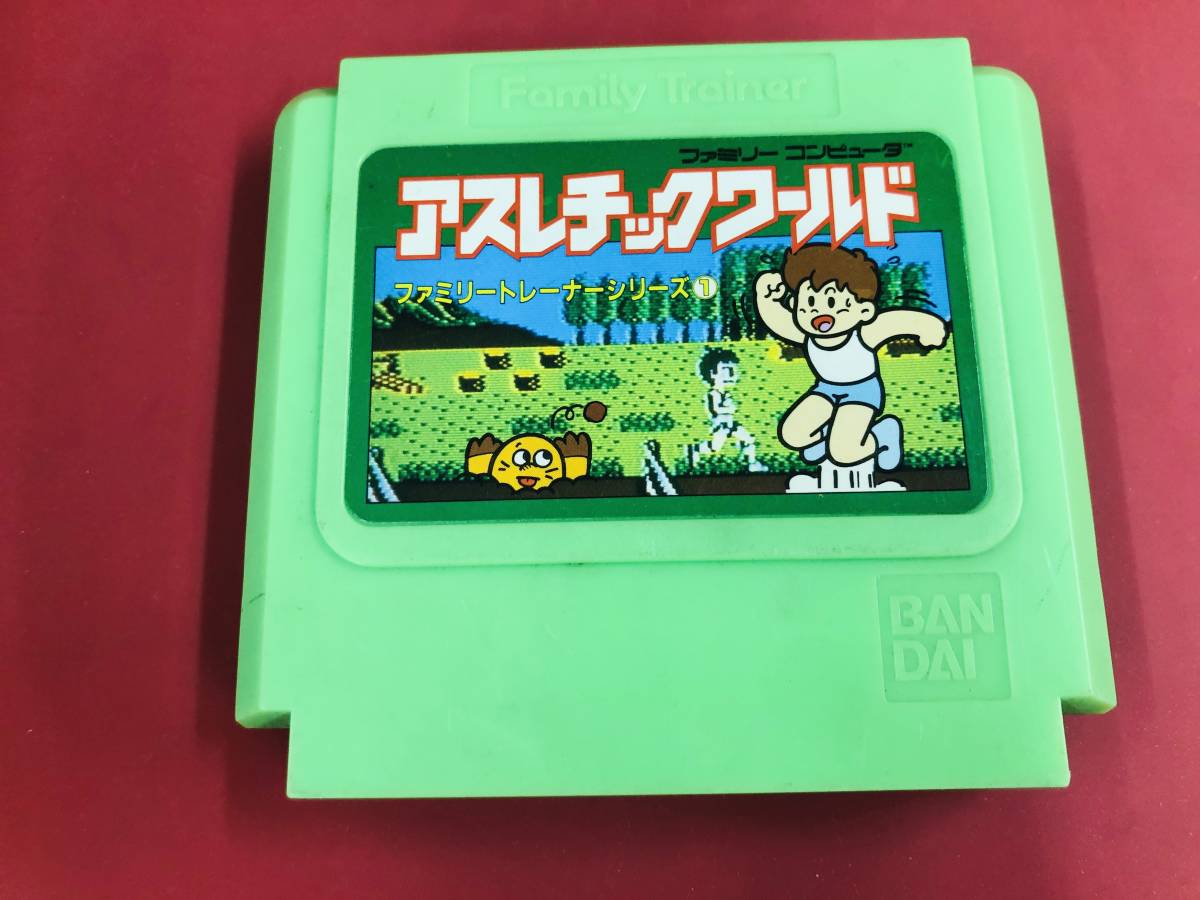 Family Trainer
ファミリー コンピュータ™
アスレチックワールド
ファミリートレーナーシリーズ①
BAN
DAI